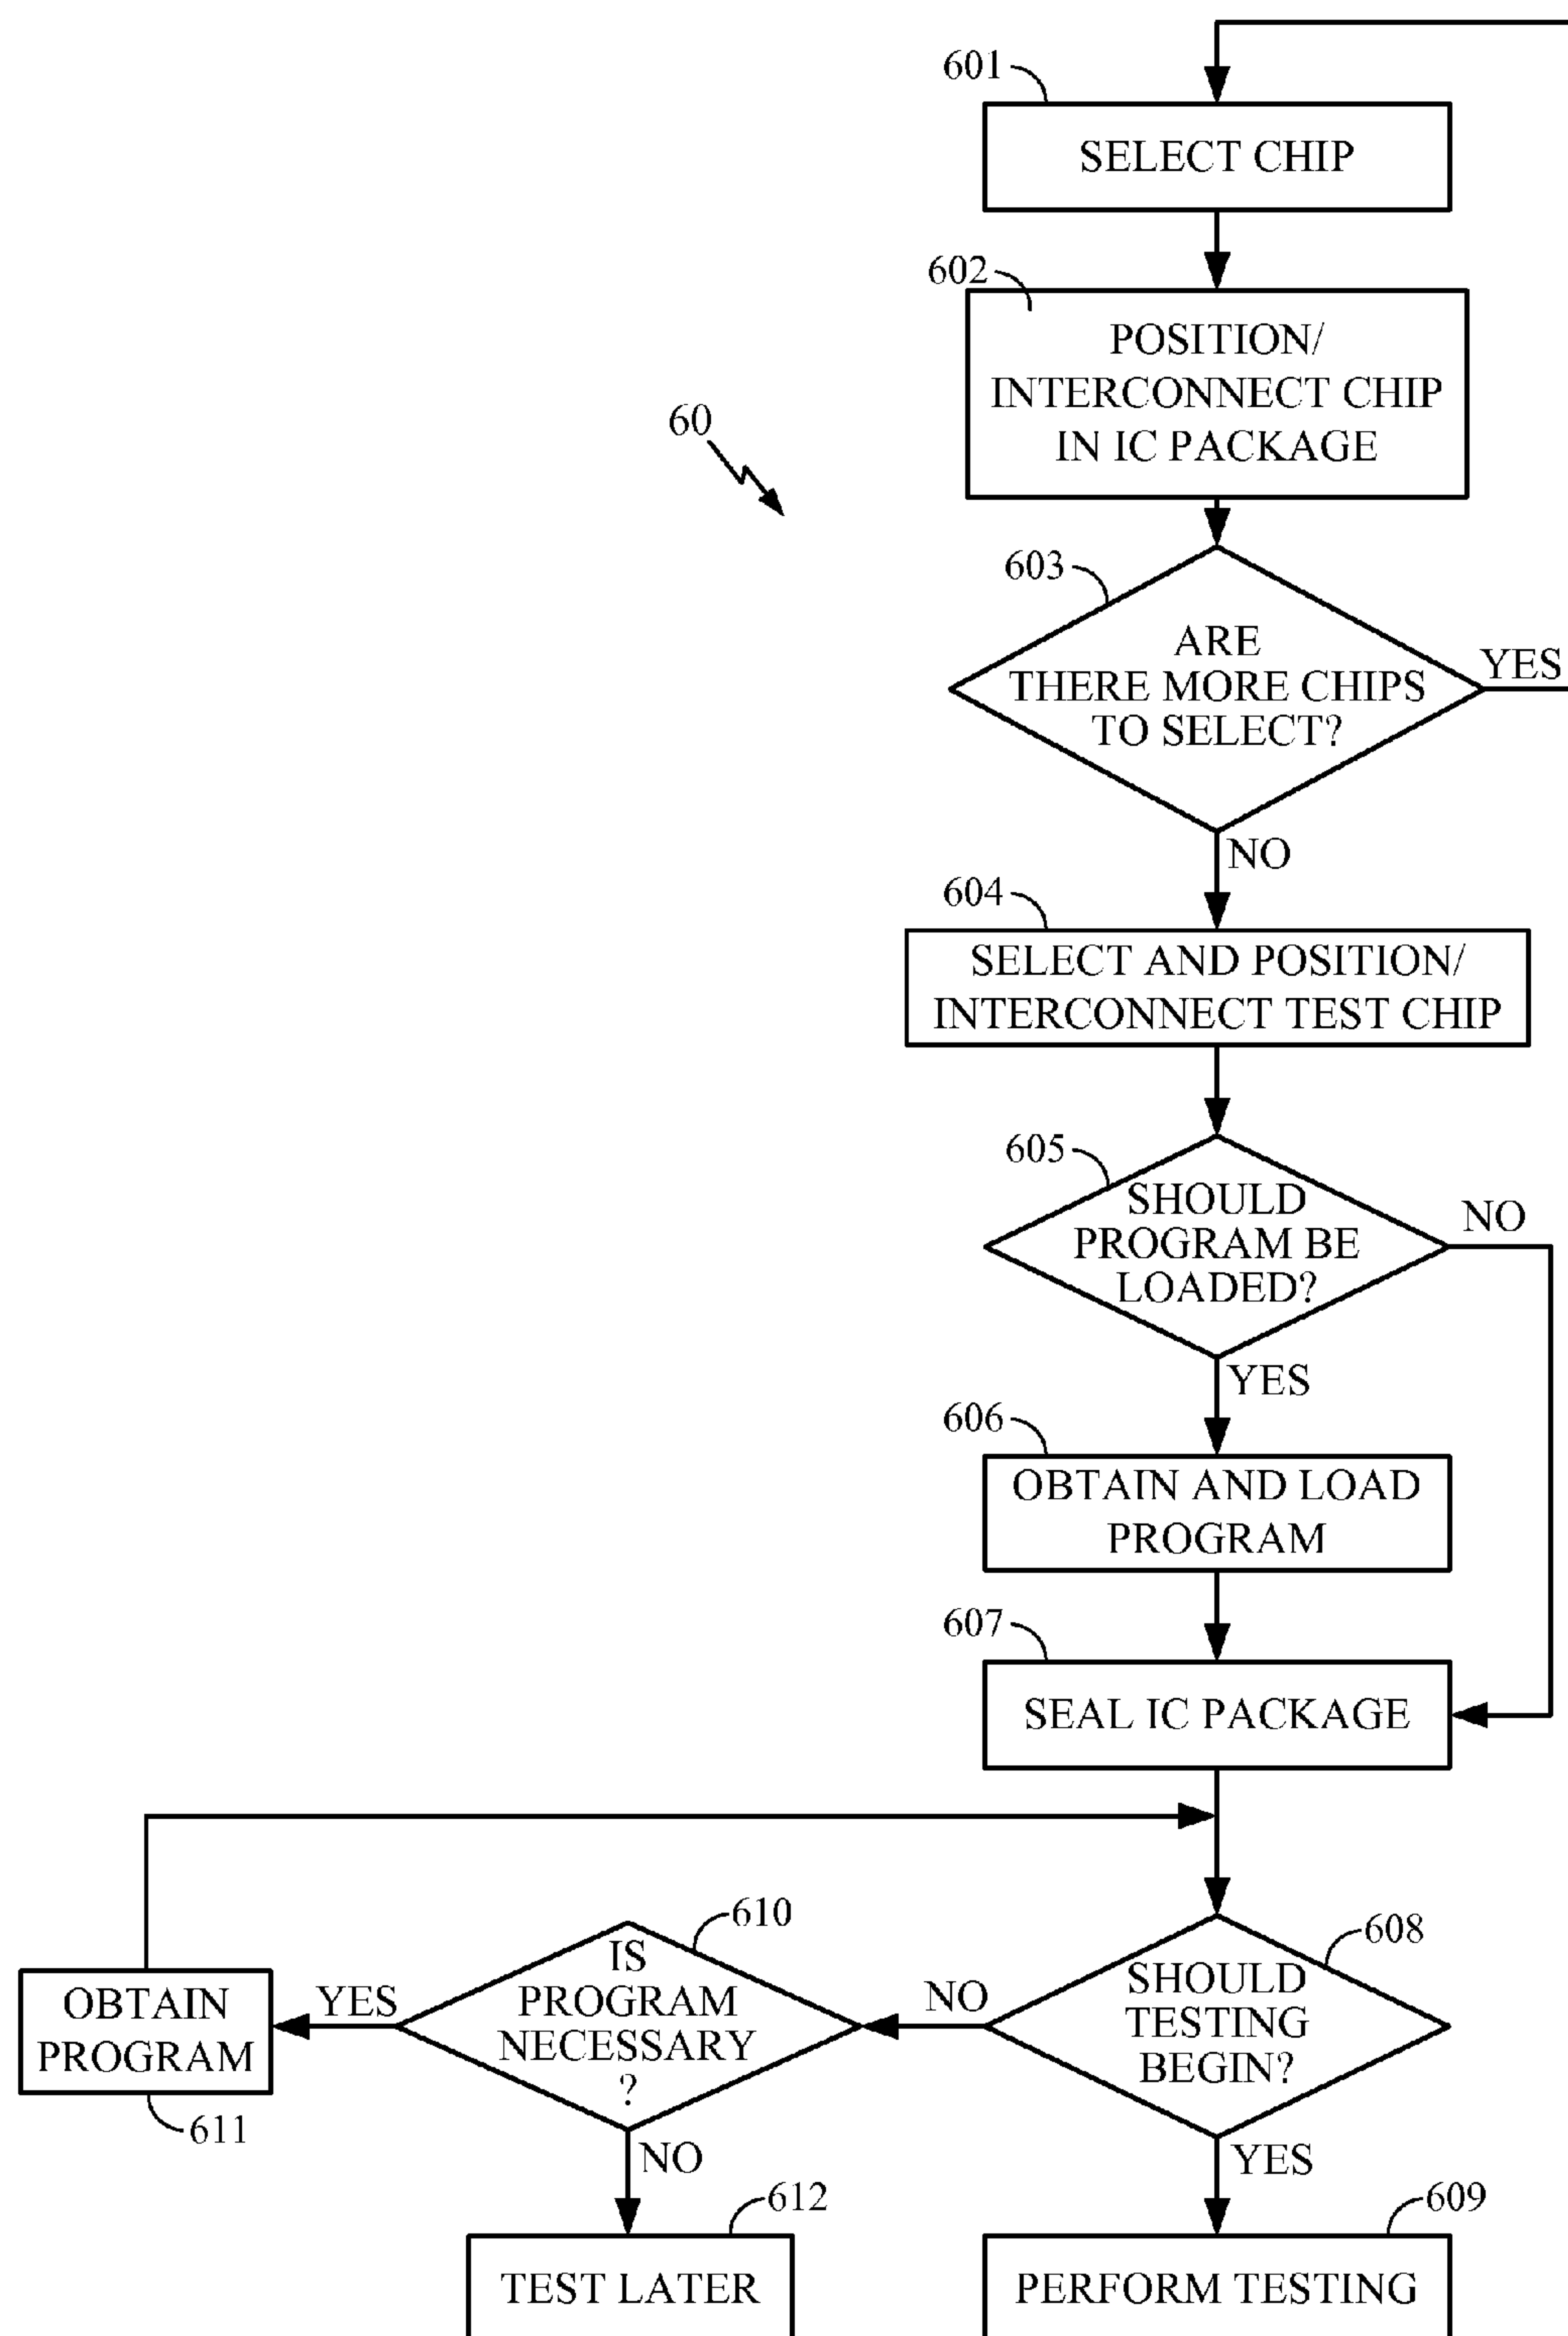 601
SELECT CHIP
602
POSITION/
INTERCONNECT CHIP
IN IC PACKAGE
60
603
ARE
THERE MORE CHIPS
TO SELECT?
YES
NO
604
SELECT AND POSITION/
INTERCONNECT TEST CHIP
605
SHOULD
PROGRAM BE
LOADED?
NO
YES
606
OBTAIN AND LOAD
PROGRAM
607
SEAL IC PACKAGE
608
SHOULD
TESTING
BEGIN?
NO
YES
610
IS
PROGRAM
NECESSARY
?
YES
NO
OBTAIN
PROGRAM
611
612
TEST LATER
609
PERFORM TESTING